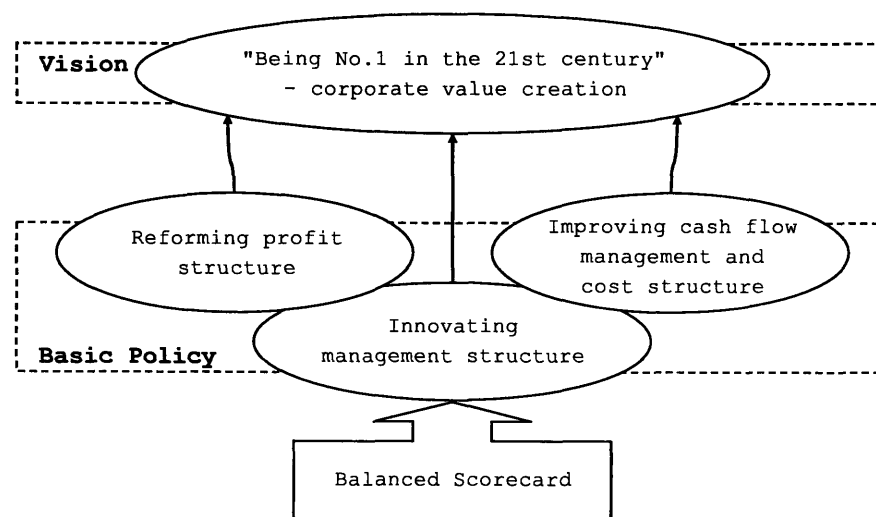 Vision
"Being No.1 in the 21st century"
- corporate value creation
Reforming profit
structure
Improving cash flow
management and
cost structure
Innovating
management structure
Basic Policy
Balanced Scorecard